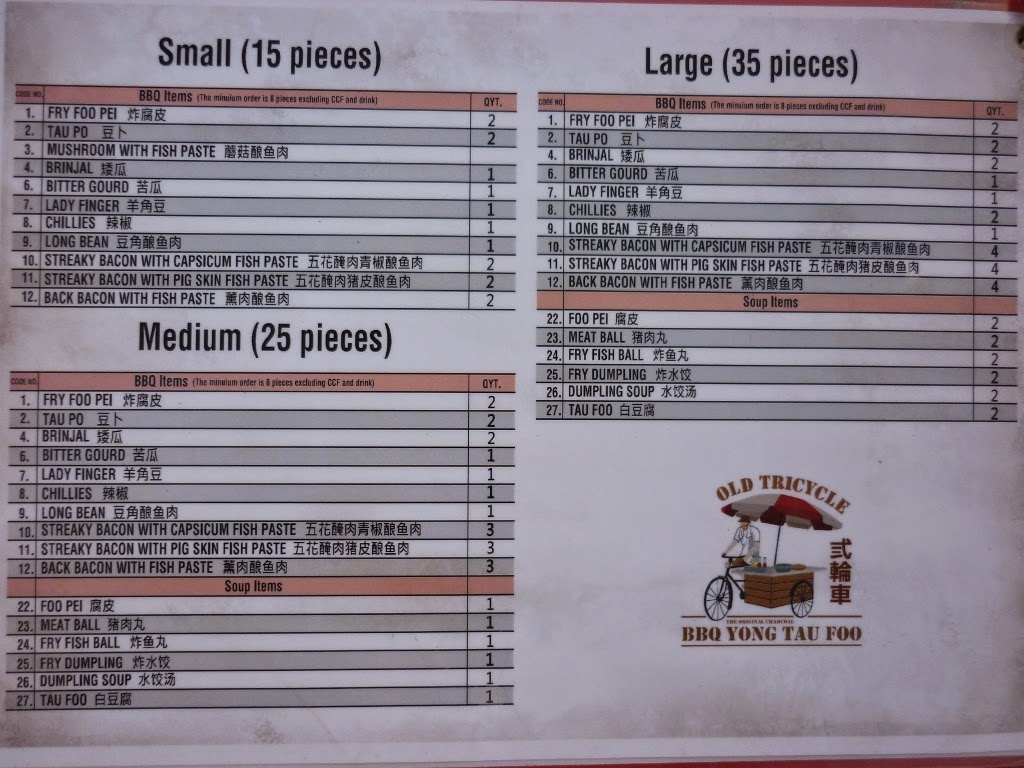 Small (15 pieces)
CODE NO. BBQ Items (The minuium order is 8 pieces excluding CCF and drink) QYT.
1. FRY FOO PEI 炸腐皮 2
2. TAU PO 豆卜 2
3. MUSHROOM WITH FISH PASTE 蘑菇酿鱼肉
4. BRINJAL 矮瓜 1
6. BITTER GOURD 苦瓜 1
7. LADY FINGER 羊角豆 1
8. CHILLIES 辣椒 1
9. LONG BEAN 豆角酿鱼肉 1
10. STREAKY BACON WITH CAPSICUM FISH PASTE 五花醃肉青椒酿鱼肉 2
11. STREAKY BACON WITH PIG SKIN FISH PASTE 五花醃肉猪皮酿鱼肉 2
12. BACK BACON WITH FISH PASTE 薰肉酿鱼肉 2
Medium (25 pieces)
CODE NO. BBQ Items (The minuium order is 8 pieces excluding CCF and drink) QYT.
1. FRY FOO PEI 炸腐皮 2
2. TAU PO 豆卜 2
4. BRINJAL 矮瓜 2
6. BITTER GOURD 苦瓜 1
7. LADY FINGER 羊角豆 1
8. CHILLIES 辣椒 1
9. LONG BEAN 豆角酿鱼肉 1
10. STREAKY BACON WITH CAPSICUM FISH PASTE 五花醃肉青椒酿鱼肉 3
11. STREAKY BACON WITH PIG SKIN FISH PASTE 五花醃肉猪皮酿鱼肉 3
12. BACK BACON WITH FISH PASTE 薰肉酿鱼肉 3
Soup Items
22. FOO PEI 腐皮 1
23. MEAT BALL 猪肉丸 1
24. FRY FISH BALL 炸鱼丸 1
25. FRY DUMPLING 炸水饺 1
26. DUMPLING SOUP 水饺汤 1
27. TAU FOO 白豆腐 1
Large (35 pieces)
CODE NO. BBQ Items (The minuium order is 8 pieces excluding CCF and drink) QYT.
1. FRY FOO PEI 炸腐皮 2
2. TAU PO 豆卜 2
4. BRINJAL 矮瓜 2
6. BITTER GOURD 苦瓜 1
7. LADY FINGER 羊角豆 1
8. CHILLIES 辣椒 2
9. LONG BEAN 豆角酿鱼肉 1
10. STREAKY BACON WITH CAPSICUM FISH PASTE 五花醃肉青椒酿鱼肉 4
11. STREAKY BACON WITH PIG SKIN FISH PASTE 五花醃肉猪皮酿鱼肉 4
12. BACK BACON WITH FISH PASTE 薰肉酿鱼肉 4
Soup Items
22. FOO PEI 腐皮 2
23. MEAT BALL 猪肉丸 2
24. FRY FISH BALL 炸鱼丸 2
25. FRY DUMPLING 炸水饺 2
26. DUMPLING SOUP 水饺汤 2
27. TAU FOO 白豆腐 2
OLD TRICYCLE
弎輪車
THE ORIGINAL CHARCOAL
BBQ YONG TAU FOO